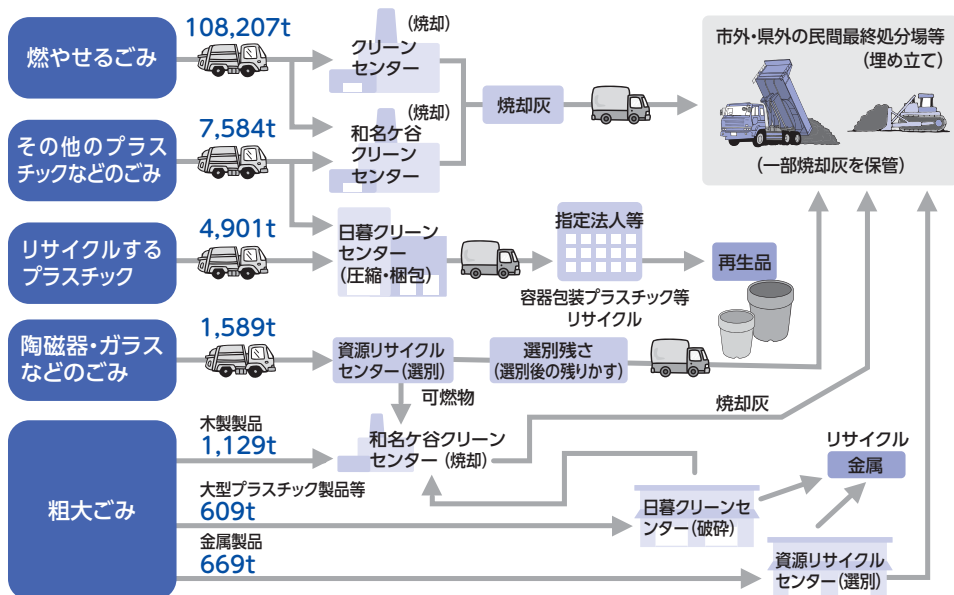 108,207t
燃やせるごみ
(焼却)
クリーン
センター
市外・県外の民間最終処分場等
(埋め立て)
焼却灰
(一部焼却灰を保管)
7,584t
その他のプラス
チックなどのごみ
(焼却)
和名ケ谷
クリーン
センター
4,901t
リサイクルする
プラスチック
日暮クリーン
センター
(圧縮・梱包)
指定法人等
容器包装プラスチック等
リサイクル
再生品
1,589t
陶磁器・ガラス
などのごみ
資源リサイクル
センター(選別)
選別残さ
(選別後の残りかす)
可燃物
焼却灰
粗大ごみ
木製製品
1,129t
和名ケ谷クリーン
センター(焼却)
リサイクル
金属
大型プラスチック製品等
609t
日暮クリーンセ
ンター(破砕)
金属製品
669t
資源リサイクル
センター(選別)